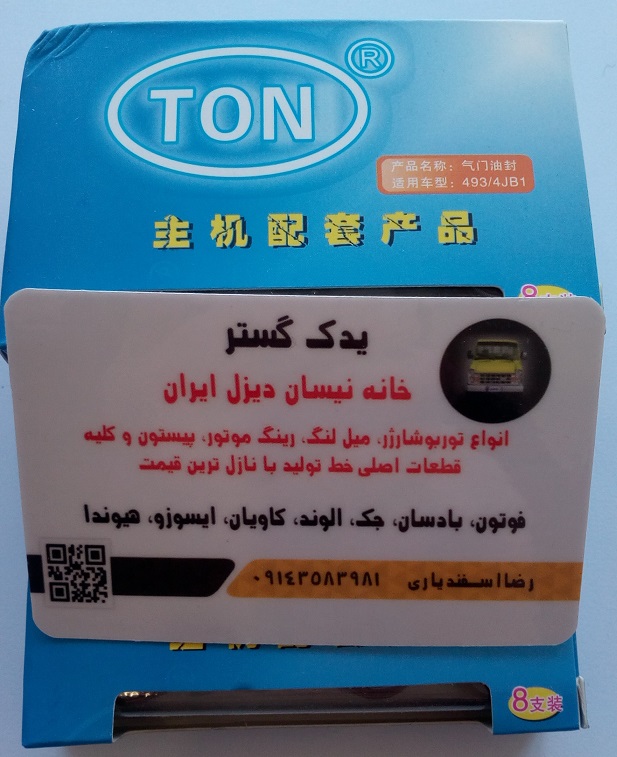 TON®
产品名称：气门油封
适用车型：493/4JB1
主机配套产品
یدک گستر
خانه نیسان دیزل ایران
انواع توربوشارژر، میل لنگ، رینگ موتور، پیستون و کلیه
قطعات اصلی خط تولید با نازل ترین قیمت
فوتون، بادسان، جک، الوند، کاویان، ایسوزو، هیوندا
رضا اسفندیاری ۰۹۱۴۳۵۸۳۹۸۱
8支装